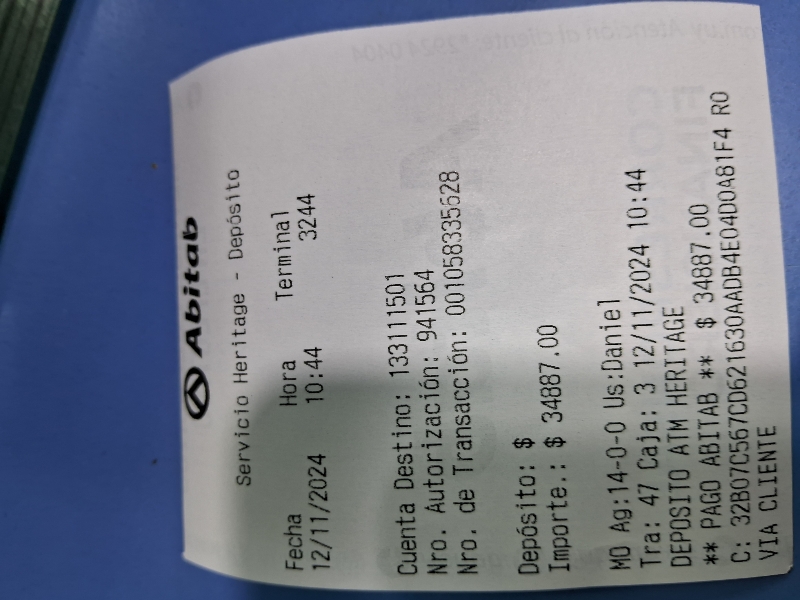 Abitab
Servicio Heritage - Depósito
Fecha Hora Terminal
12/11/2024 10:44 3244
Cuenta Destino: 133111501
Nro. Autorización: 941564
Nro. de Transacción: 001058335628
Depósito: $
Importe.: $ 34887.00
MO Ag:14-0-0 Us:Daniel
Tra: 47 Caja: 3 12/11/2024 10:44
DEPOSITO ATM HERITAGE
** PAGO ABITAB ** $ 34887.00
C: 32B07C567CD621630AADB4E04D0A81F4 RO
VIA CLIENTE